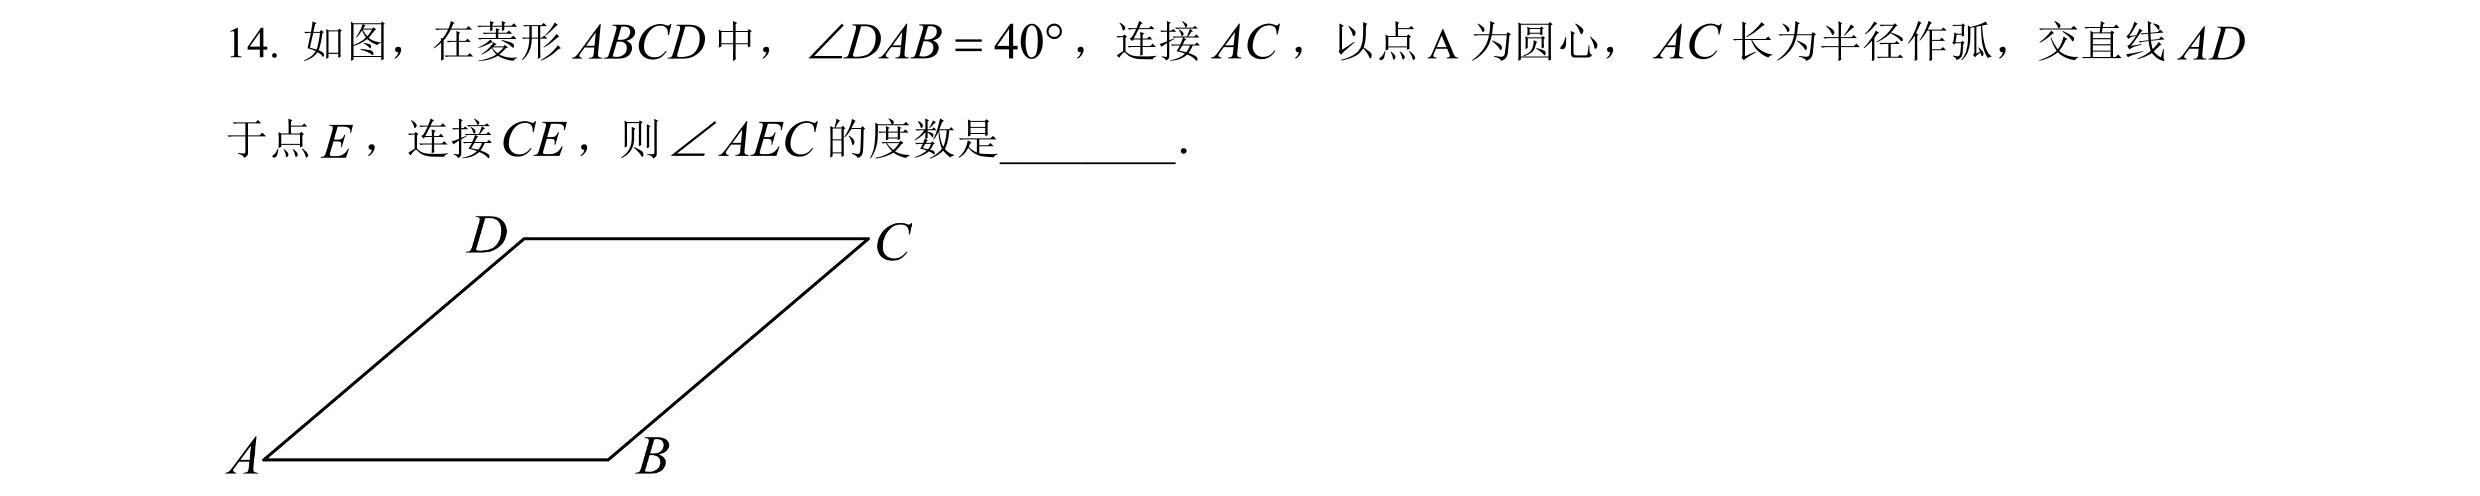 14. 如图，在菱形 ABCD 中，∠DAB = 40°，连接 AC，以点 A 为圆心，AC 长为半径作弧，交直线 AD
于点 E，连接 CE，则∠AEC 的度数是________.
D C
A B